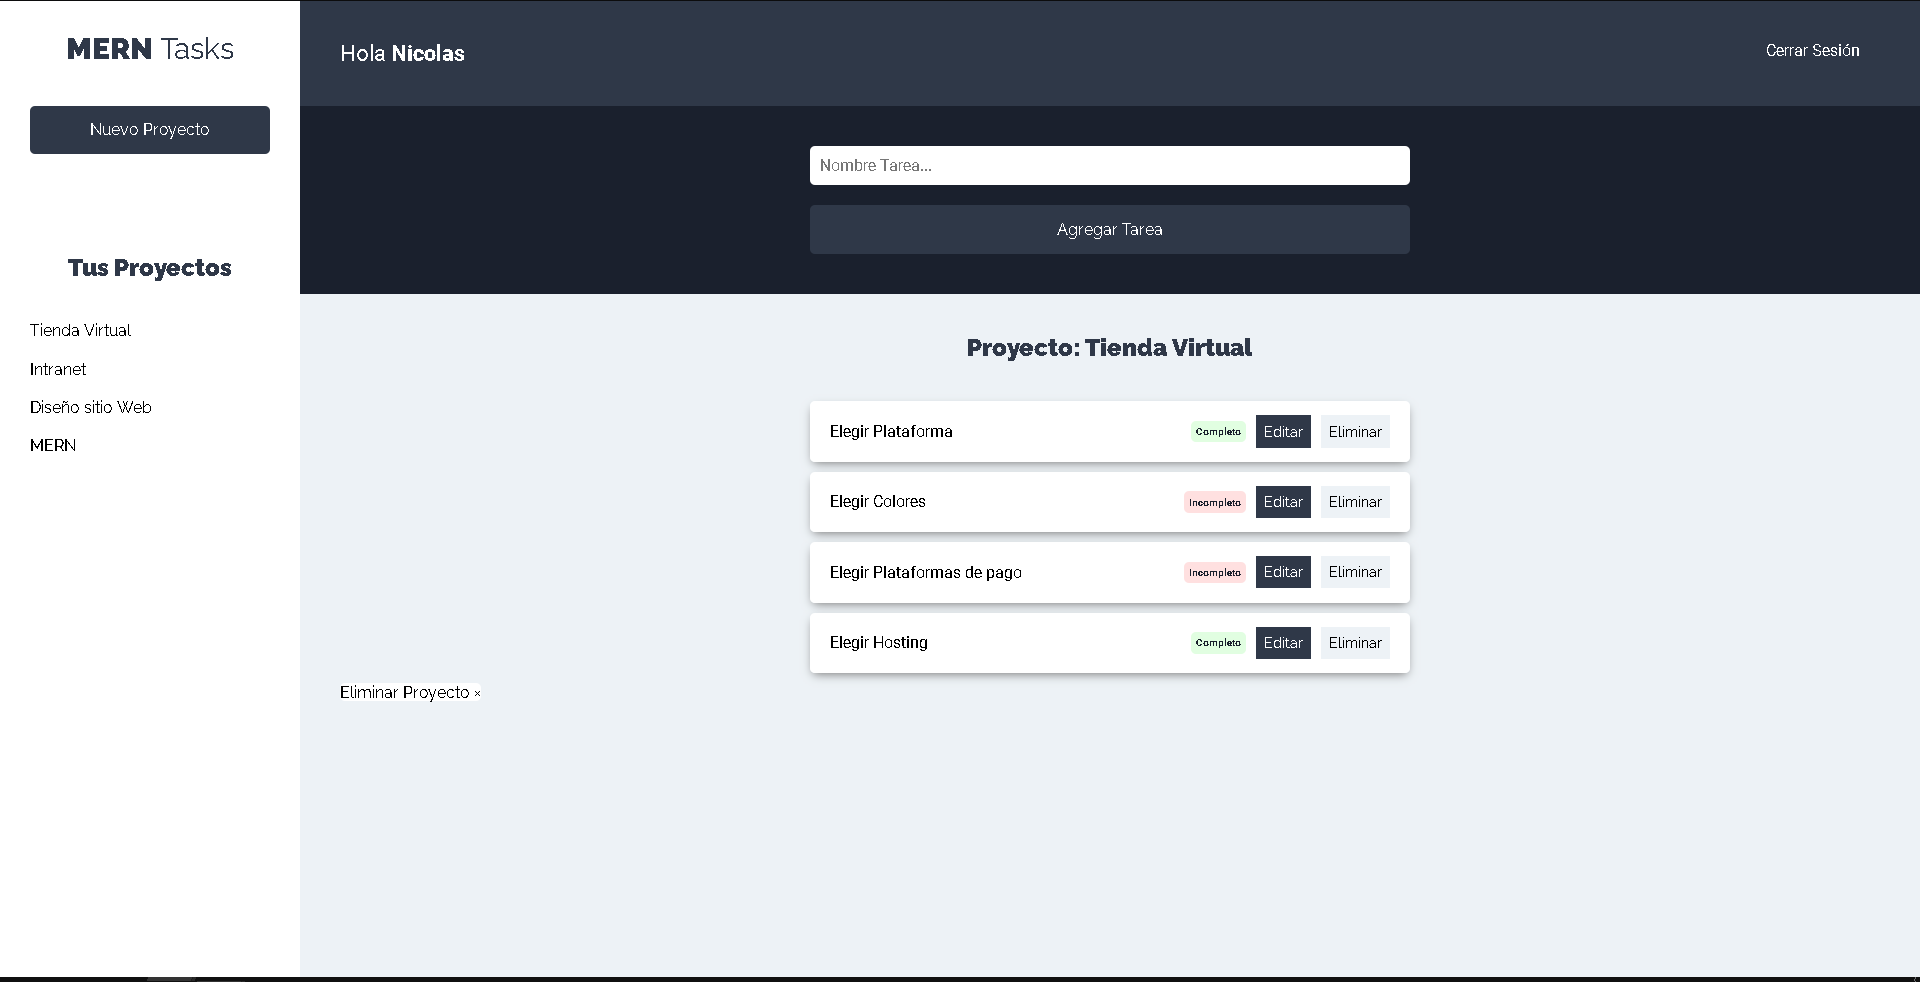 MERN Tasks
Nuevo Proyecto
Tus Proyectos
Tienda Virtual
Intranet
Diseño sitio Web
MERN
Hola Nicolas
Cerrar Sesión
Nombre Tarea...
Agregar Tarea
Proyecto: Tienda Virtual
Elegir Plataforma Completo Editar Eliminar
Elegir Colores Incompleto Editar Eliminar
Elegir Plataformas de pago Incompleto Editar Eliminar
Elegir Hosting Completo Editar Eliminar
Eliminar Proyecto ×